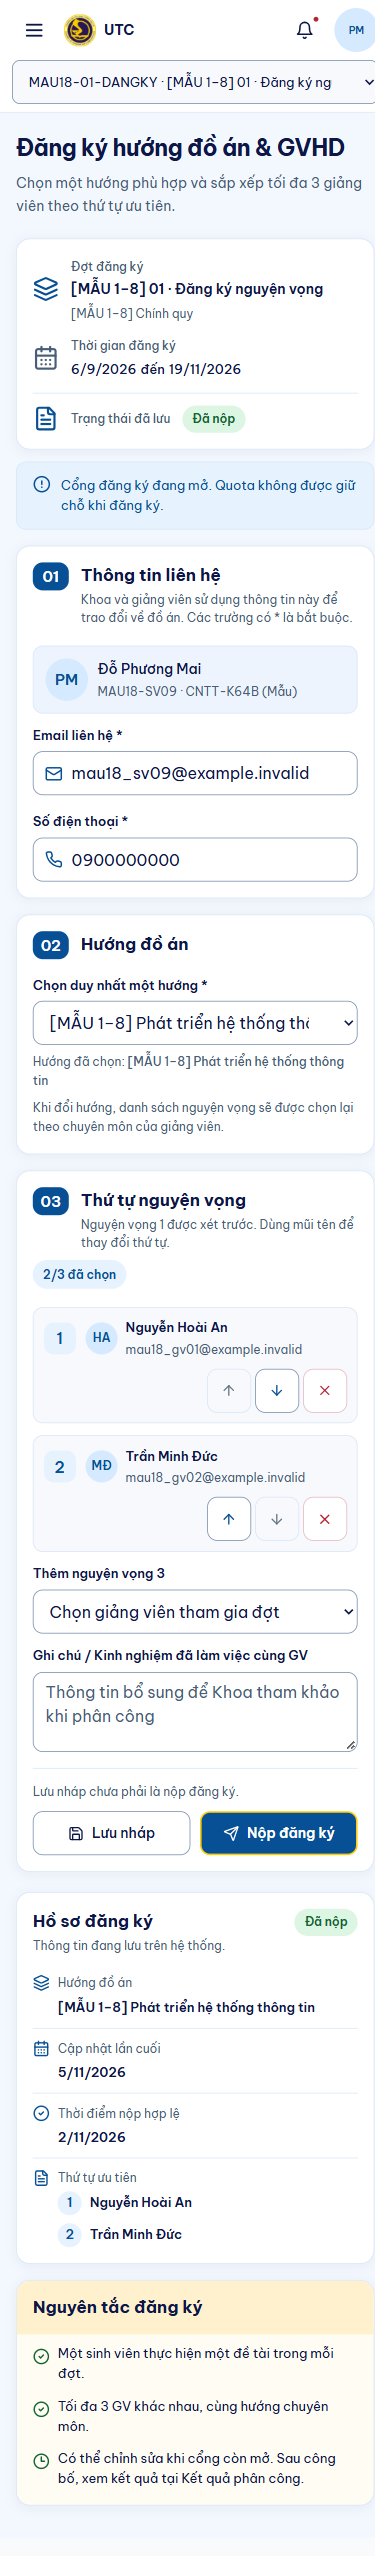 UTC
PM
MAU18-01-DANGKY · [MẪU 1–8] 01 · Đăng ký ng
Đăng ký hướng đồ án & GVHD
Chọn một hướng phù hợp và sắp xếp tối đa 3 giảng
viên theo thứ tự ưu tiên.
Đợt đăng ký
[MẪU 1–8] 01 · Đăng ký nguyện vọng
[MẪU 1–8] Chính quy
Thời gian đăng ký
6/9/2026 đến 19/11/2026
Trạng thái đã lưu
Đã nộp
Cổng đăng ký đang mở. Quota không được giữ
chỗ khi đăng ký.
01
Thông tin liên hệ
Khoa và giảng viên sử dụng thông tin này để
trao đổi về đồ án. Các trường có * là bắt buộc.
PM
Đỗ Phương Mai
MAU18-SV09 · CNTT-K64B (Mẫu)
Email liên hệ *
mau18_sv09@example.invalid
Số điện thoại *
0900000000
02
Hướng đồ án
Chọn duy nhất một hướng *
[MẪU 1–8] Phát triển hệ thống thô
Hướng đã chọn: [MẪU 1–8] Phát triển hệ thống thông
tin
Khi đổi hướng, danh sách nguyện vọng sẽ được chọn lại
theo chuyên môn của giảng viên.
03
Thứ tự nguyện vọng
Nguyện vọng 1 được xét trước. Dùng mũi tên để
thay đổi thứ tự.
2/3 đã chọn
1
HA
Nguyễn Hoài An
mau18_gv01@example.invalid
2
MĐ
Trần Minh Đức
mau18_gv02@example.invalid
Thêm nguyện vọng 3
Chọn giảng viên tham gia đợt
Ghi chú / Kinh nghiệm đã làm việc cùng GV
Thông tin bổ sung để Khoa tham khảo
khi phân công
Lưu nháp chưa phải là nộp đăng ký.
Lưu nháp
Nộp đăng ký
Hồ sơ đăng ký
Đã nộp
Thông tin đang lưu trên hệ thống.
Hướng đồ án
[MẪU 1–8] Phát triển hệ thống thông tin
Cập nhật lần cuối
5/11/2026
Thời điểm nộp hợp lệ
2/11/2026
Thứ tự ưu tiên
1
Nguyễn Hoài An
2
Trần Minh Đức
Nguyên tắc đăng ký
Một sinh viên thực hiện một đề tài trong mỗi
đợt.
Tối đa 3 GV khác nhau, cùng hướng chuyên
môn.
Có thể chỉnh sửa khi cổng còn mở. Sau công
bố, xem kết quả tại Kết quả phân công.